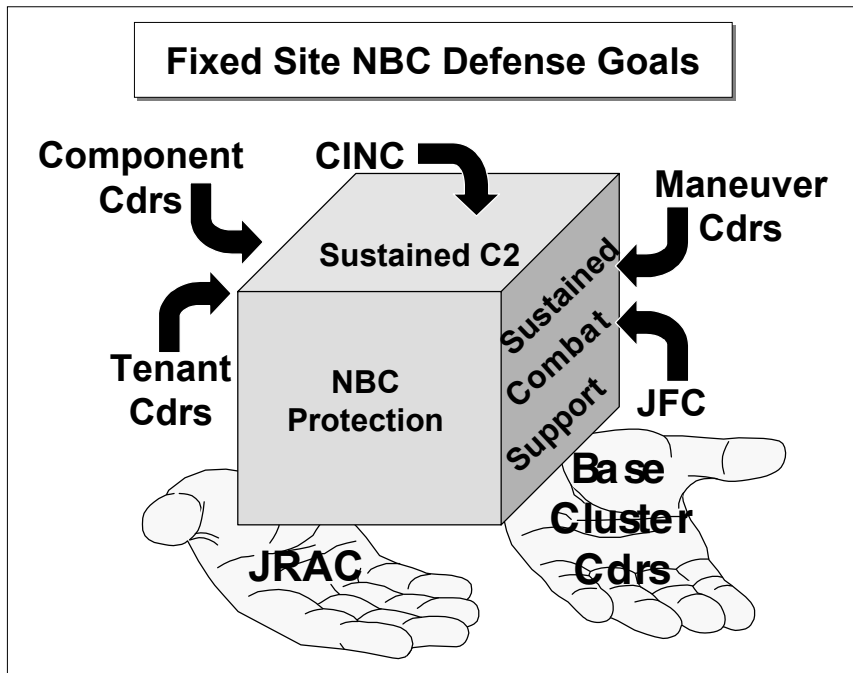 Fixed Site NBC Defense Goals
Component
Cdrs
CINC
Maneuver
Cdrs
Sustained C2
Sustained
Combat
Support
NBC
Protection
Tenant
Cdrs
JFC
JRAC
Base
Cluster
Cdrs